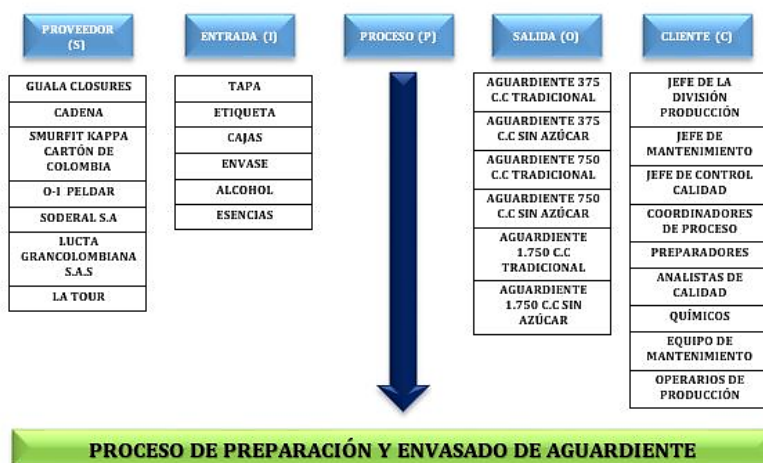 PROVEEDOR
(S)
ENTRADA (I)
PROCESO (P)
SALIDA (O)
CLIENTE (C)
GUALA CLOSURES
CADENA
SMURFIT KAPPA
CARTÓN DE
COLOMBIA
O-I PELDAR
SODERAL S.A
LUCTA
GRANCOLOMBIANA
S.A.S
LA TOUR
TAPA
ETIQUETA
CAJAS
ENVASE
ALCOHOL
ESENCIAS
AGUARDIENTE 375
C.C TRADICIONAL
AGUARDIENTE 375
C.C SIN AZÚCAR
AGUARDIENTE 750
C.C TRADICIONAL
AGUARDIENTE 750
C.C SIN AZÚCAR
AGUARDIENTE
1.750 C.C
TRADICIONAL
AGUARDIENTE
1.750 C.C SIN
AZÚCAR
JEFE DE LA
DIVISIÓN
PRODUCCIÓN
JEFE DE
MANTENIMIENTO
JEFE DE CONTROL
CALIDAD
COORDINADORES
DE PROCESO
PREPARADORES
ANALISTAS DE
CALIDAD
QUÍMICOS
EQUIPO DE
MANTENIMIENTO
OPERARIOS DE
PRODUCCIÓN
PROCESO DE PREPARACIÓN Y ENVASADO DE AGUARDIENTE